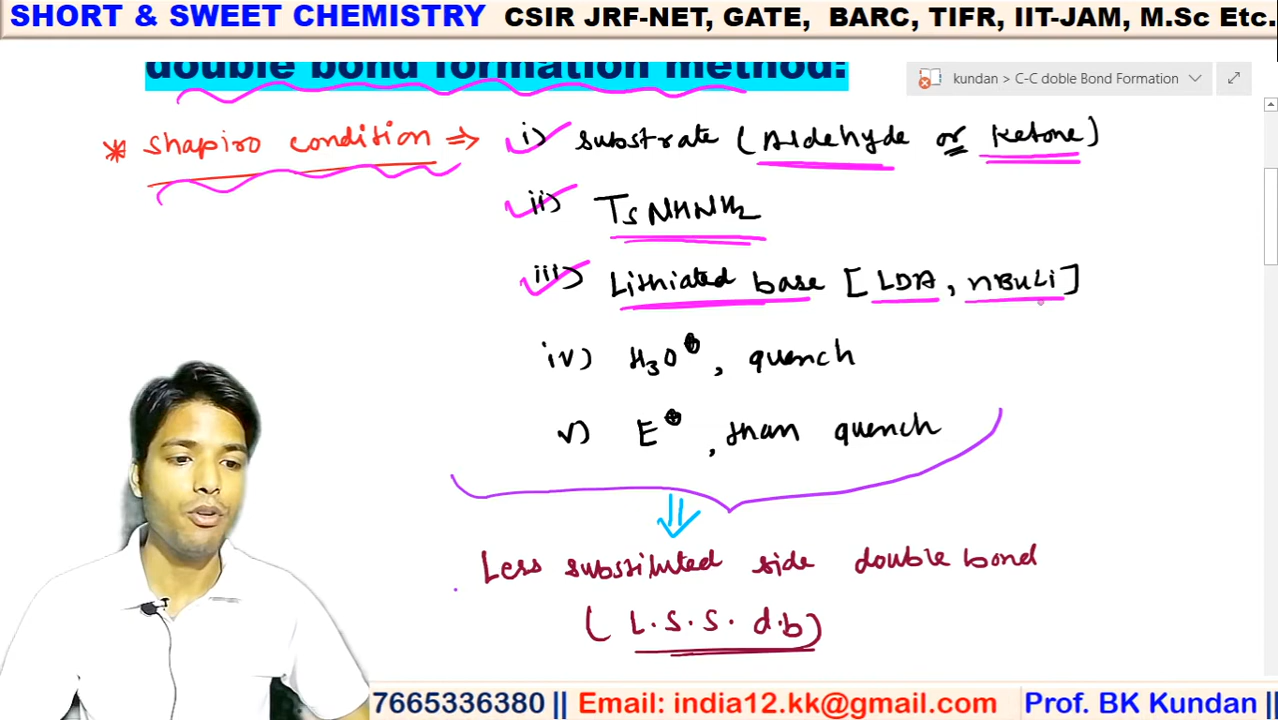 SHORT & SWEET CHEMISTRY CSIR JRF-NET, GATE, BARC, TIFR, IIT-JAM, M.Sc Etc.
double bond formation method:
kundan > C-C doble Bond Formation
* Shapiro condition ⇒ i) substrate (Aldehyde or Ketone)
ii) TsNHNH₂
iii) Lithiated base [LDA, nBuLi]
iv) H₃O⊕, quench
v) E⊕, than quench
⇓
Less substituted side double bond
(L.S.S. d.b)
7665336380 || Email: india12.kk@gmail.com || Prof. BK Kundan ||